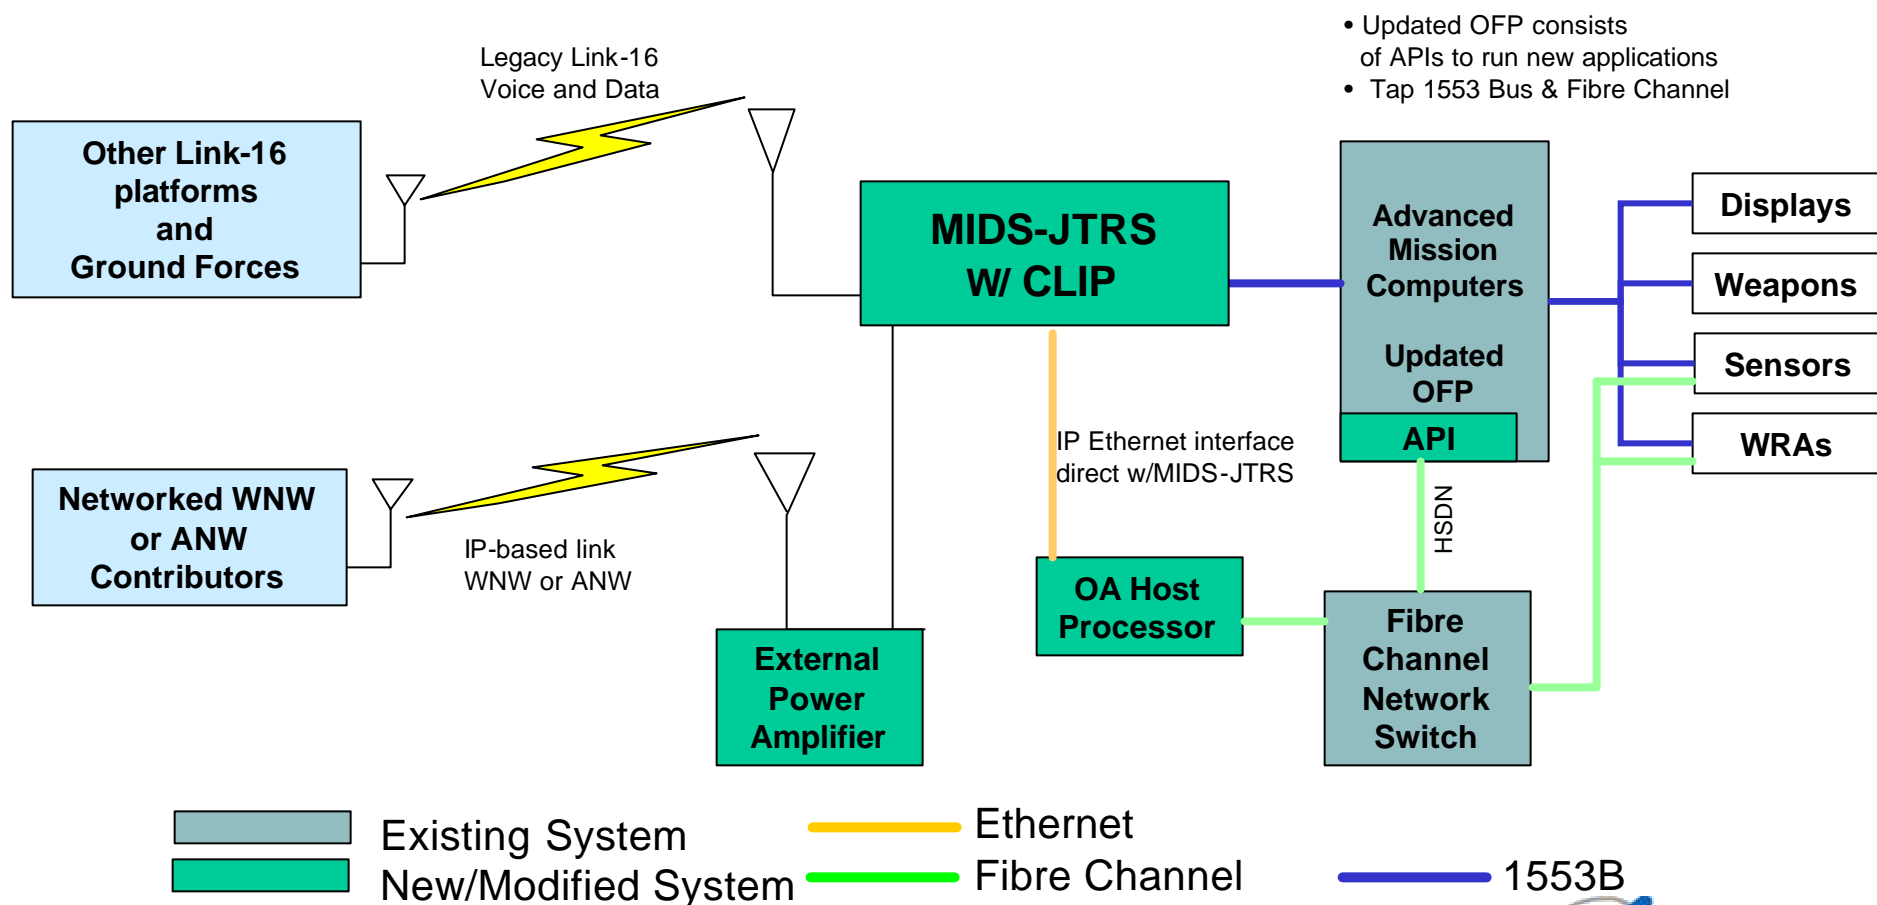 • Updated OFP consists
of APIs to run new applications
• Tap 1553 Bus & Fibre Channel
Legacy Link-16
Voice and Data
Other Link-16
platforms
and
Ground Forces
MIDS-JTRS
W/ CLIP
Advanced
Mission
Computers
Updated
OFP
API
Displays
Weapons
Sensors
WRAs
IP Ethernet interface
direct w/MIDS-JTRS
HSDN
Networked WNW
or ANW
Contributors
IP-based link
WNW or ANW
OA Host
Processor
Fibre
Channel
Network
Switch
External
Power
Amplifier
Existing System
New/Modified System
Ethernet
Fibre Channel
1553B